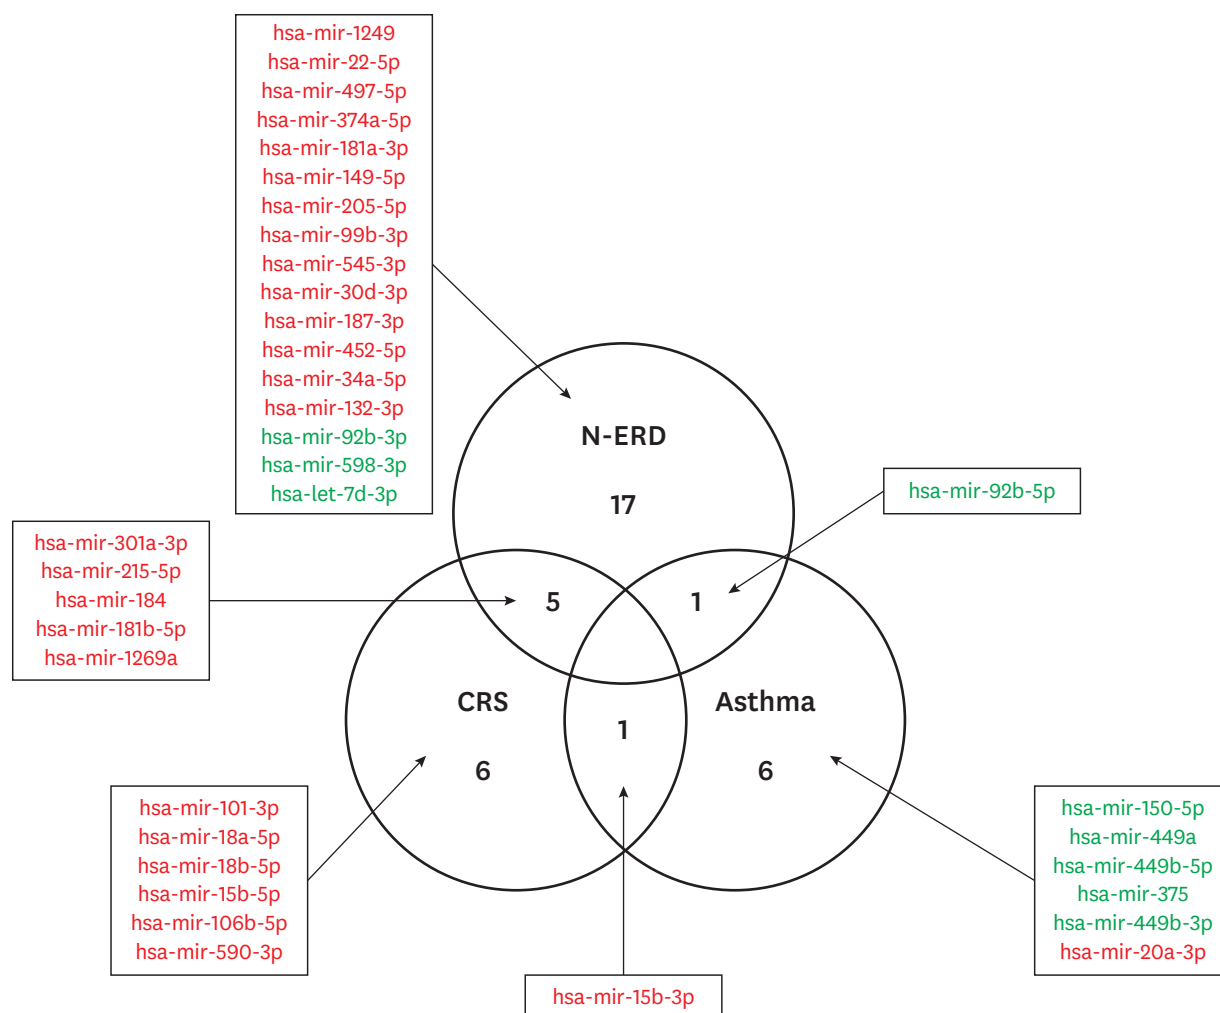 hsa-mir-1249
hsa-mir-22-5p
hsa-mir-497-5p
hsa-mir-374a-5p
hsa-mir-181a-3p
hsa-mir-149-5p
hsa-mir-205-5p
hsa-mir-99b-3p
hsa-mir-545-3p
hsa-mir-30d-3p
hsa-mir-187-3p
hsa-mir-452-5p
hsa-mir-34a-5p
hsa-mir-132-3p
hsa-mir-92b-3p
hsa-mir-598-3p
hsa-let-7d-3p
N-ERD
17
hsa-mir-92b-5p
hsa-mir-301a-3p
hsa-mir-215-5p
hsa-mir-184
hsa-mir-181b-5p
hsa-mir-1269a
5
1
CRS
6
1
Asthma
6
hsa-mir-101-3p
hsa-mir-18a-5p
hsa-mir-18b-5p
hsa-mir-15b-5p
hsa-mir-106b-5p
hsa-mir-590-3p
hsa-mir-15b-3p
hsa-mir-150-5p
hsa-mir-449a
hsa-mir-449b-5p
hsa-mir-375
hsa-mir-449b-3p
hsa-mir-20a-3p